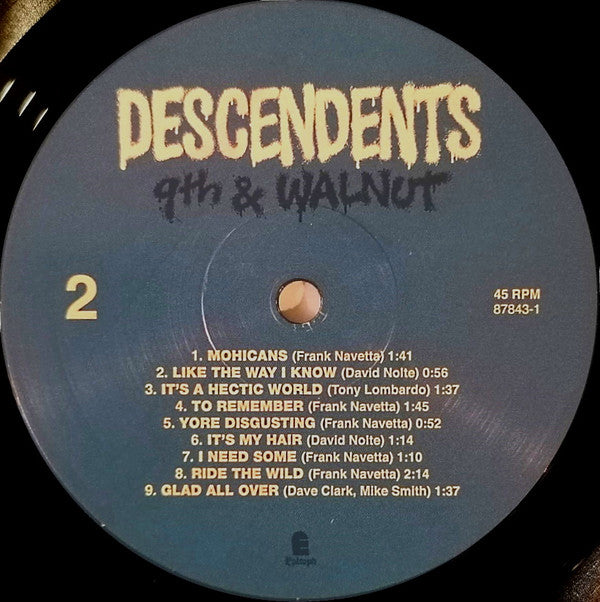 DESCENDENTS
9th & WALNUT
2
45 RPM
87843-1
1. MOHICANS (Frank Navetta) 1:41
2. LIKE THE WAY I KNOW (David Nolte) 0:56
3. IT'S A HECTIC WORLD (Tony Lombardo) 1:37
4. TO REMEMBER (Frank Navetta) 1:45
5. YORE DISGUSTING (Frank Navetta) 0:52
6. IT'S MY HAIR (David Nolte) 1:14
7. I NEED SOME (Frank Navetta) 1:10
8. RIDE THE WILD (Frank Navetta) 2:14
9. GLAD ALL OVER (Dave Clark, Mike Smith) 1:37
Epitaph